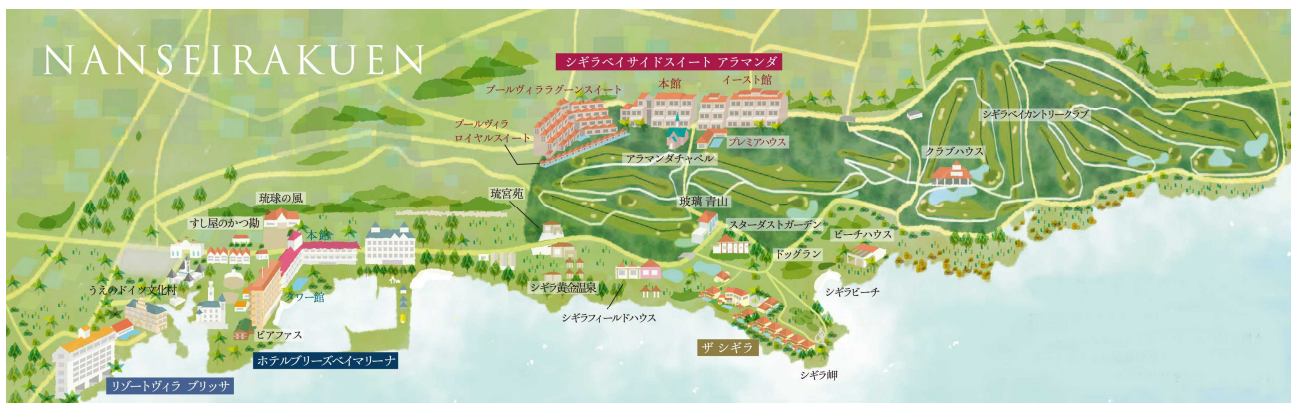 NANSEIRAKUEN
シギラベイサイドスイート アラマンダ
本館
イースト館
プールヴィララグーンスイート
プールヴィラ
ロイヤルスイート
プレミアハウス
アラマンダチャペル
シギラベイカントリークラブ
クラブハウス
琉宮苑
玻璃 青山
スターダストガーデン
ビーチハウス
ドッグラン
琉球の風
すし屋のかつ勘
本館
うえのドイツ文化村
タワー館
シギラ黄金温泉
シギラビーチ
シギラフィールドハウス
ビアファス
ホテルブリーズベイマリーナ
ザ シギラ
シギラ岬
リゾートヴィラ ブリッサ